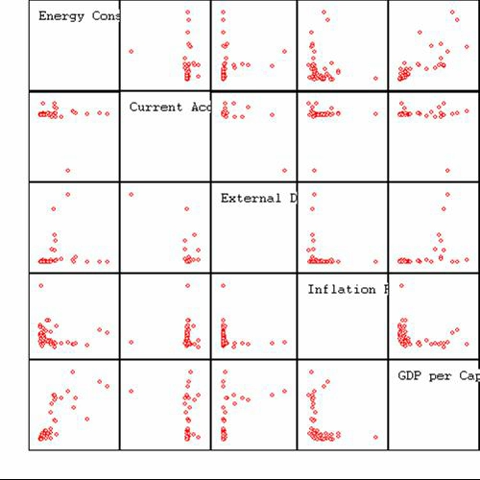 Energy Cons
Current Acc
External D
Inflation R
GDP per Cap